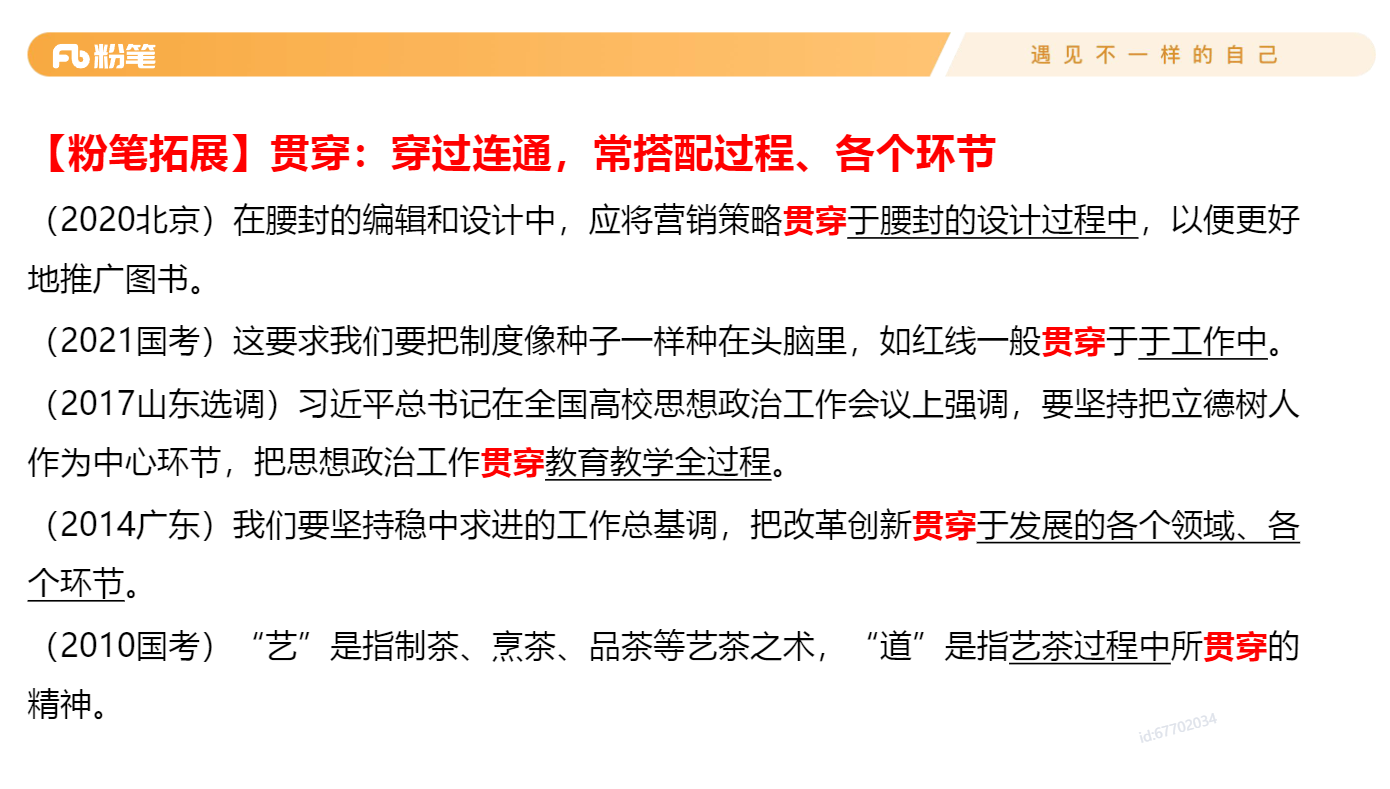 粉笔
遇见不一样的自己
【粉笔拓展】贯穿：穿过连通，常搭配过程、各个环节
（2020北京）在腰封的编辑和设计中，应将营销策略贯穿于腰封的设计过程中，以便更好
地推广图书。
（2021国考）这要求我们要把制度像种子一样种在头脑里，如红线一般贯穿于于工作中。
（2017山东选调）习近平总书记在全国高校思想政治工作会议上强调，要坚持把立德树人
作为中心环节，把思想政治工作贯穿教育教学全过程。
（2014广东）我们要坚持稳中求进的工作总基调，把改革创新贯穿于发展的各个领域、各
个环节。
（2010国考）“艺”是指制茶、烹茶、品茶等艺茶之术，“道”是指艺茶过程中所贯穿的
精神。
id:67702034